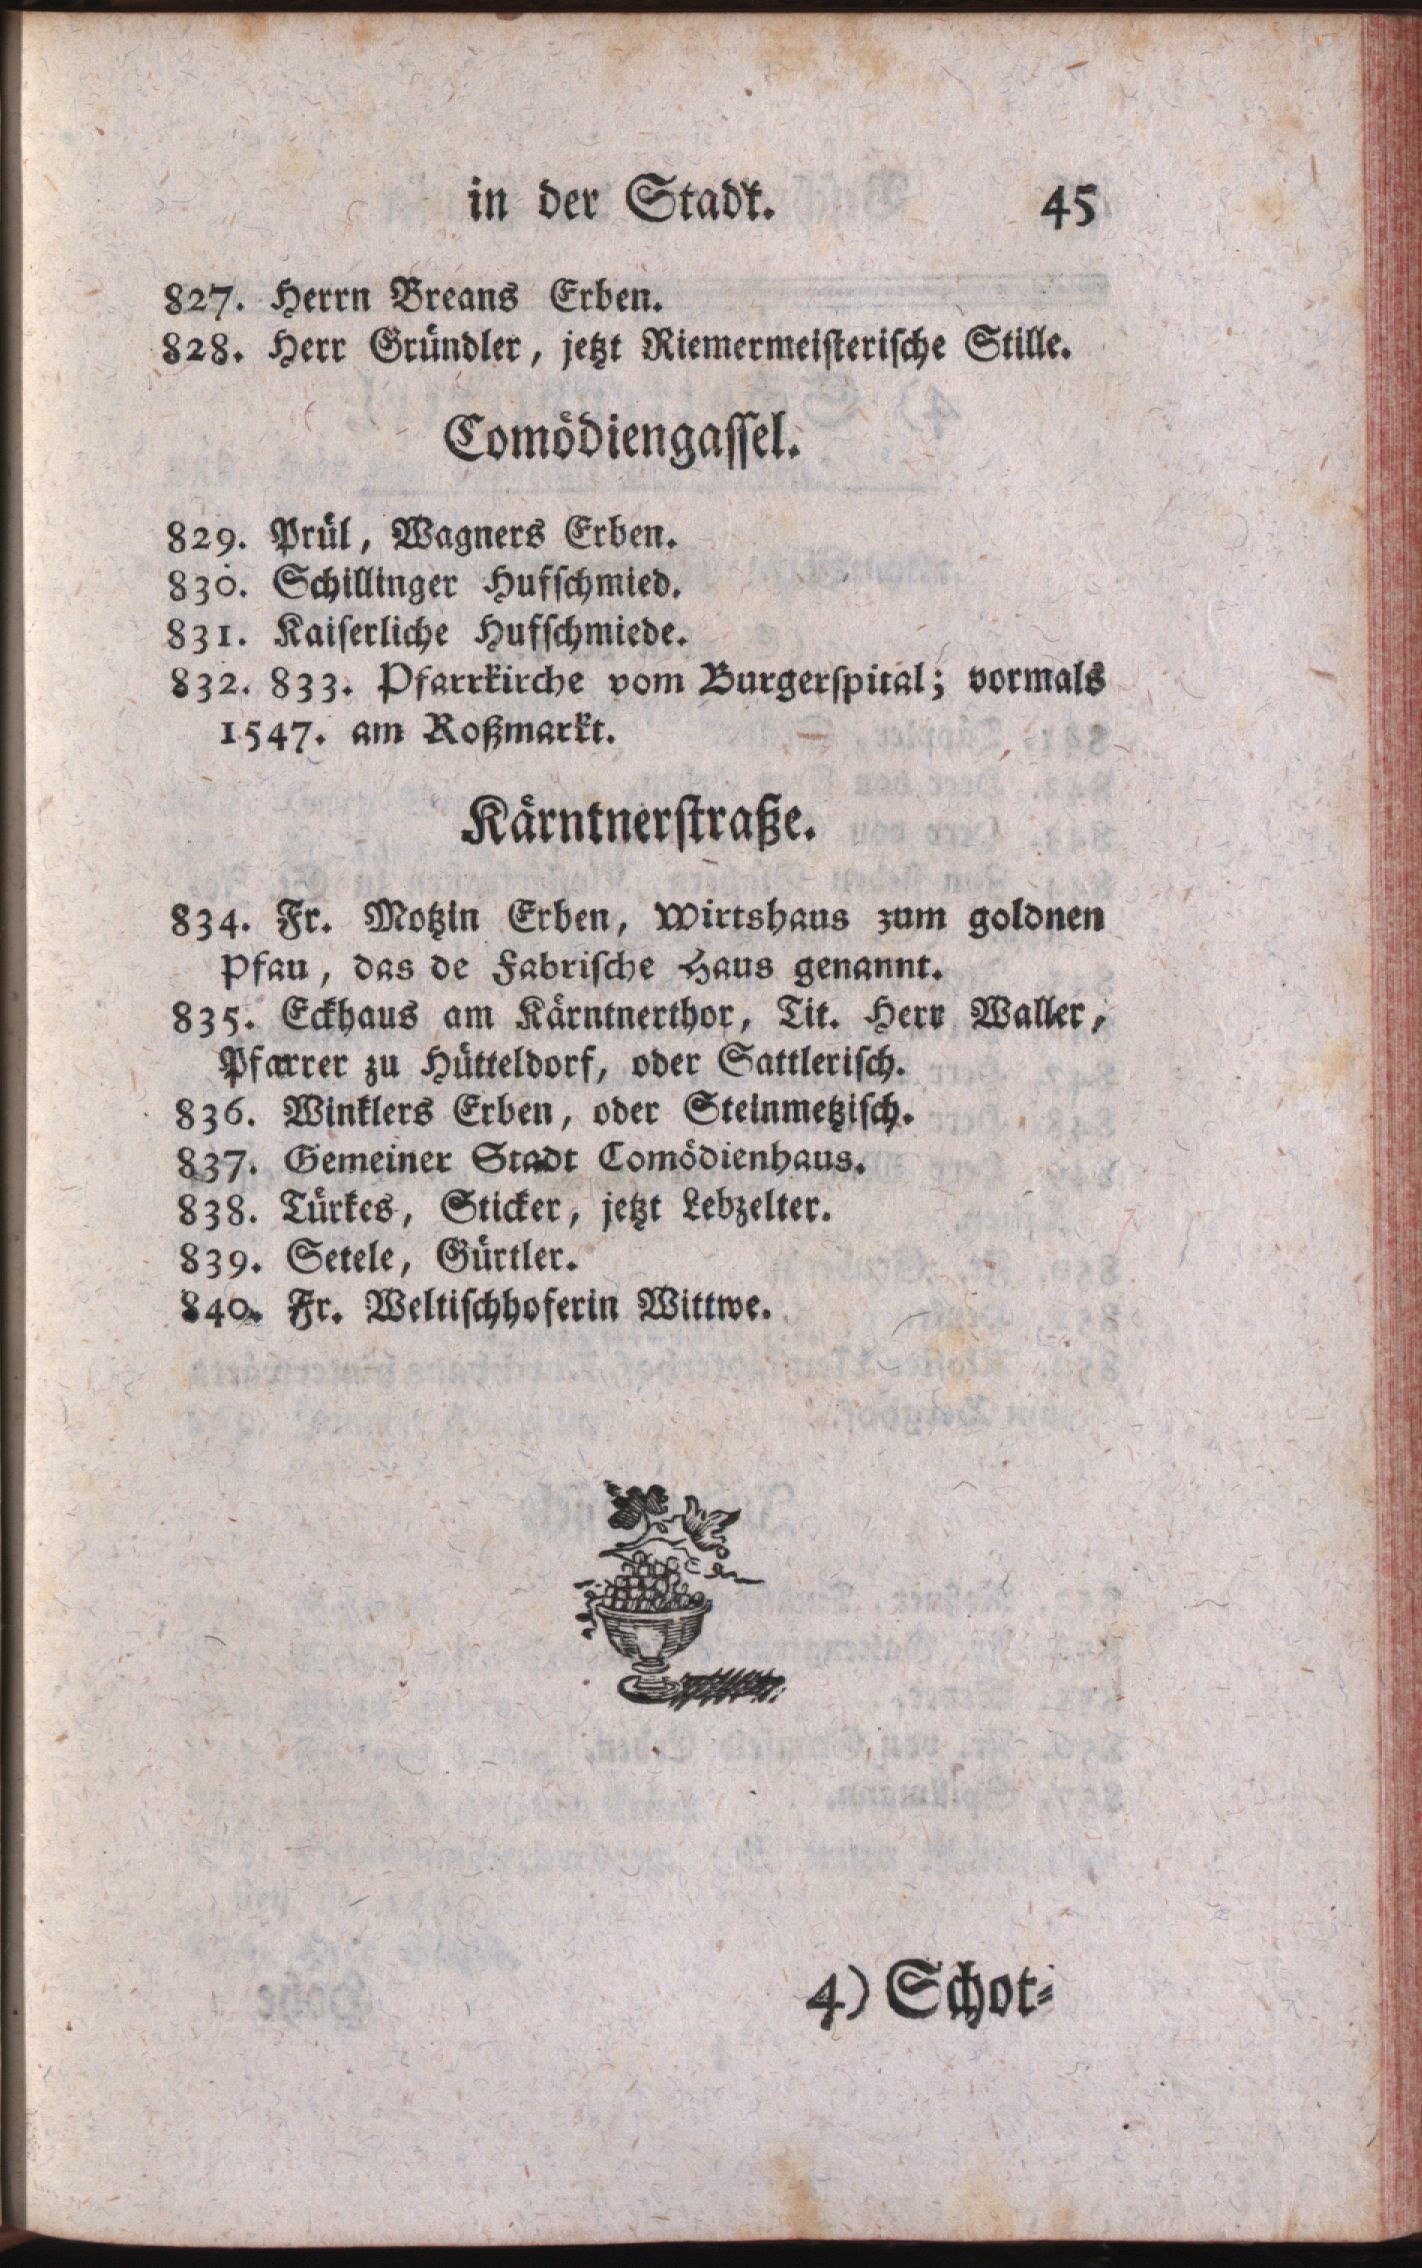 in der Stadt. 45
827. Herrn Breans Erben.
828. Herr Gründler, jetzt Riemermeisterische Stille.
Comödiengassel.
829. Prül, Wagners Erben.
830. Schillinger Hufschmied.
831. Kaiserliche Hufschmiede.
832. 833. Pfarrkirche vom Burgerspital; vormals
1547. am Roßmarkt.
Kärntnerstraße.
834. Fr. Motzin Erben, Wirtshaus zum goldnen
Pfau, das de Fabrische Haus genannt.
835. Eckhaus am Kärntnerthor, Tit. Herr Waller,
Pfarrer zu Hütteldorf, oder Sattlerisch.
836. Winklers Erben, oder Steinmetzisch.
837. Gemeiner Stadt Comödienhaus.
838. Türkes, Sticker, jetzt Lebzelter.
839. Setele, Gürtler.
840. Fr. Weltischhoferin Wittwe.
4) Schot-